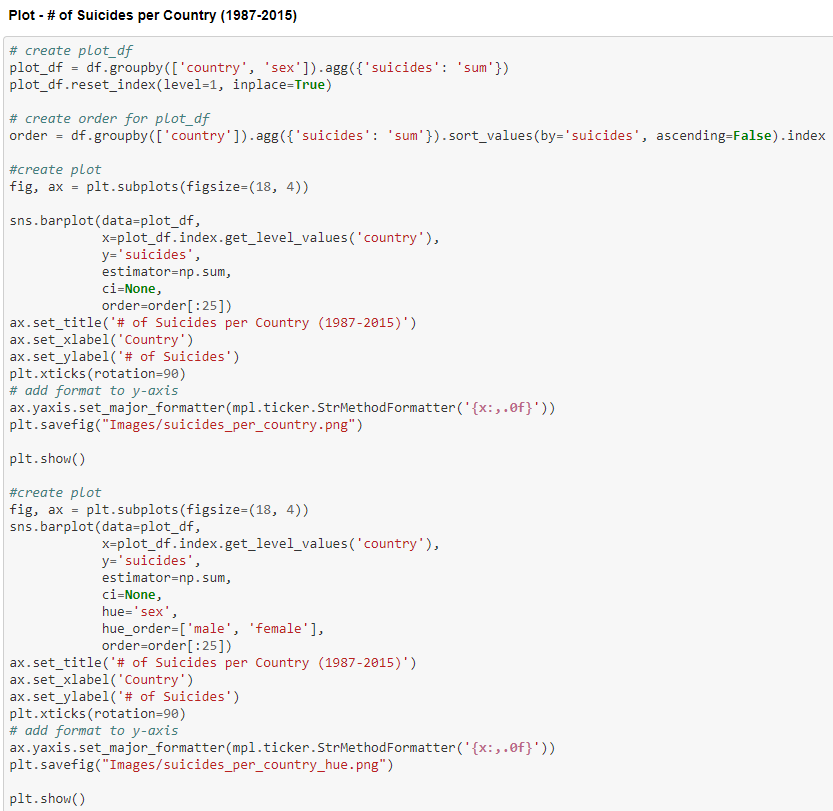 Plot - # of Suicides per Country (1987-2015)
# create plot_df
plot_df = df.groupby(['country', 'sex']).agg({'suicides': 'sum'})
plot_df.reset_index(level=1, inplace=True)

# create order for plot_df
order = df.groupby(['country']).agg({'suicides': 'sum'}).sort_values(by='suicides', ascending=False).index

#create plot
fig, ax = plt.subplots(figsize=(18, 4))

sns.barplot(data=plot_df,
            x=plot_df.index.get_level_values('country'),
            y='suicides',
            estimator=np.sum,
            ci=None,
            order=order[:25])
ax.set_title('# of Suicides per Country (1987-2015)')
ax.set_xlabel('Country')
ax.set_ylabel('# of Suicides')
plt.xticks(rotation=90)
# add format to y-axis
ax.yaxis.set_major_formatter(mpl.ticker.StrMethodFormatter('{x:,.0f}'))
plt.savefig("Images/suicides_per_country.png")

plt.show()

#create plot
fig, ax = plt.subplots(figsize=(18, 4))
sns.barplot(data=plot_df,
            x=plot_df.index.get_level_values('country'),
            y='suicides',
            estimator=np.sum,
            ci=None,
            hue='sex',
            hue_order=['male', 'female'],
            order=order[:25])
ax.set_title('# of Suicides per Country (1987-2015)')
ax.set_xlabel('Country')
ax.set_ylabel('# of Suicides')
plt.xticks(rotation=90)
# add format to y-axis
ax.yaxis.set_major_formatter(mpl.ticker.StrMethodFormatter('{x:,.0f}'))
plt.savefig("Images/suicides_per_country_hue.png")

plt.show()